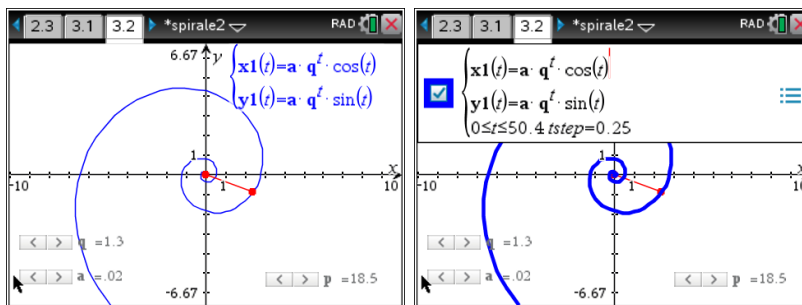 2.3 3.1 3.2 *spirale2 RAD
6.67 y
x1(t)=a· q^t · cos(t)
y1(t)=a· q^t · sin(t)
1
x
-10 1 10
q =1.3
a =.02 p =18.5
-6.67
2.3 3.1 3.2 *spirale2 RAD
x1(t)=a· q^t · cos(t)
y1(t)=a· q^t · sin(t)
0≤t≤50.4 tstep=0.25
1
x
-10 1 10
q =1.3
a =.02 p =18.5
-6.67